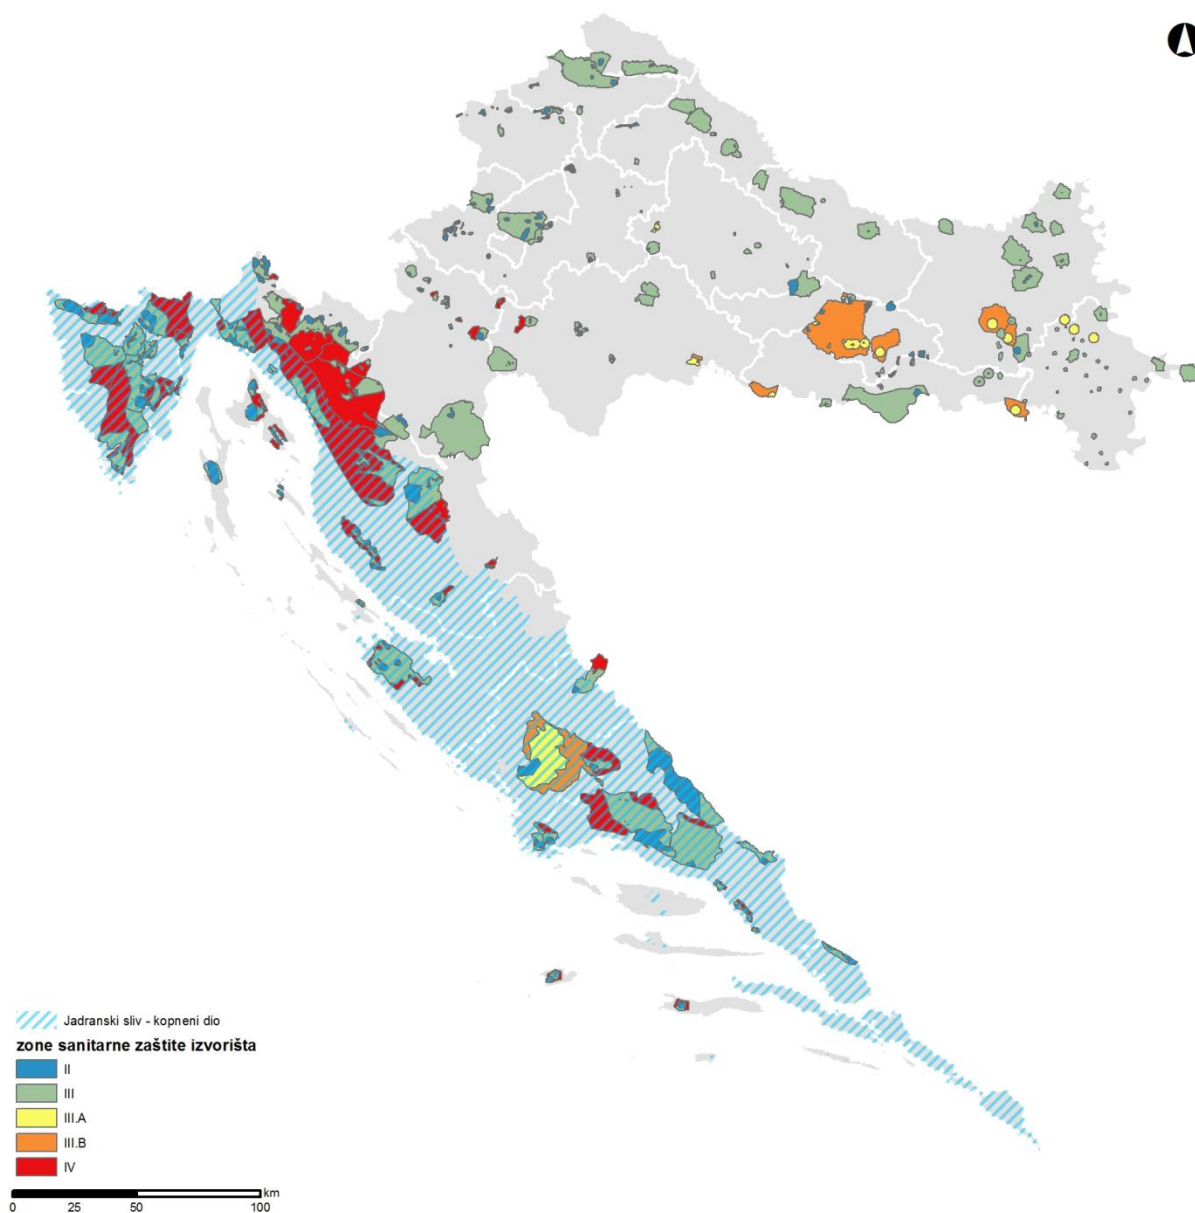 Jadranski sliv - kopneni dio
zone sanitarne zaštite izvorišta
II
III
III.A
III.B
IV
km
0 25 50 100